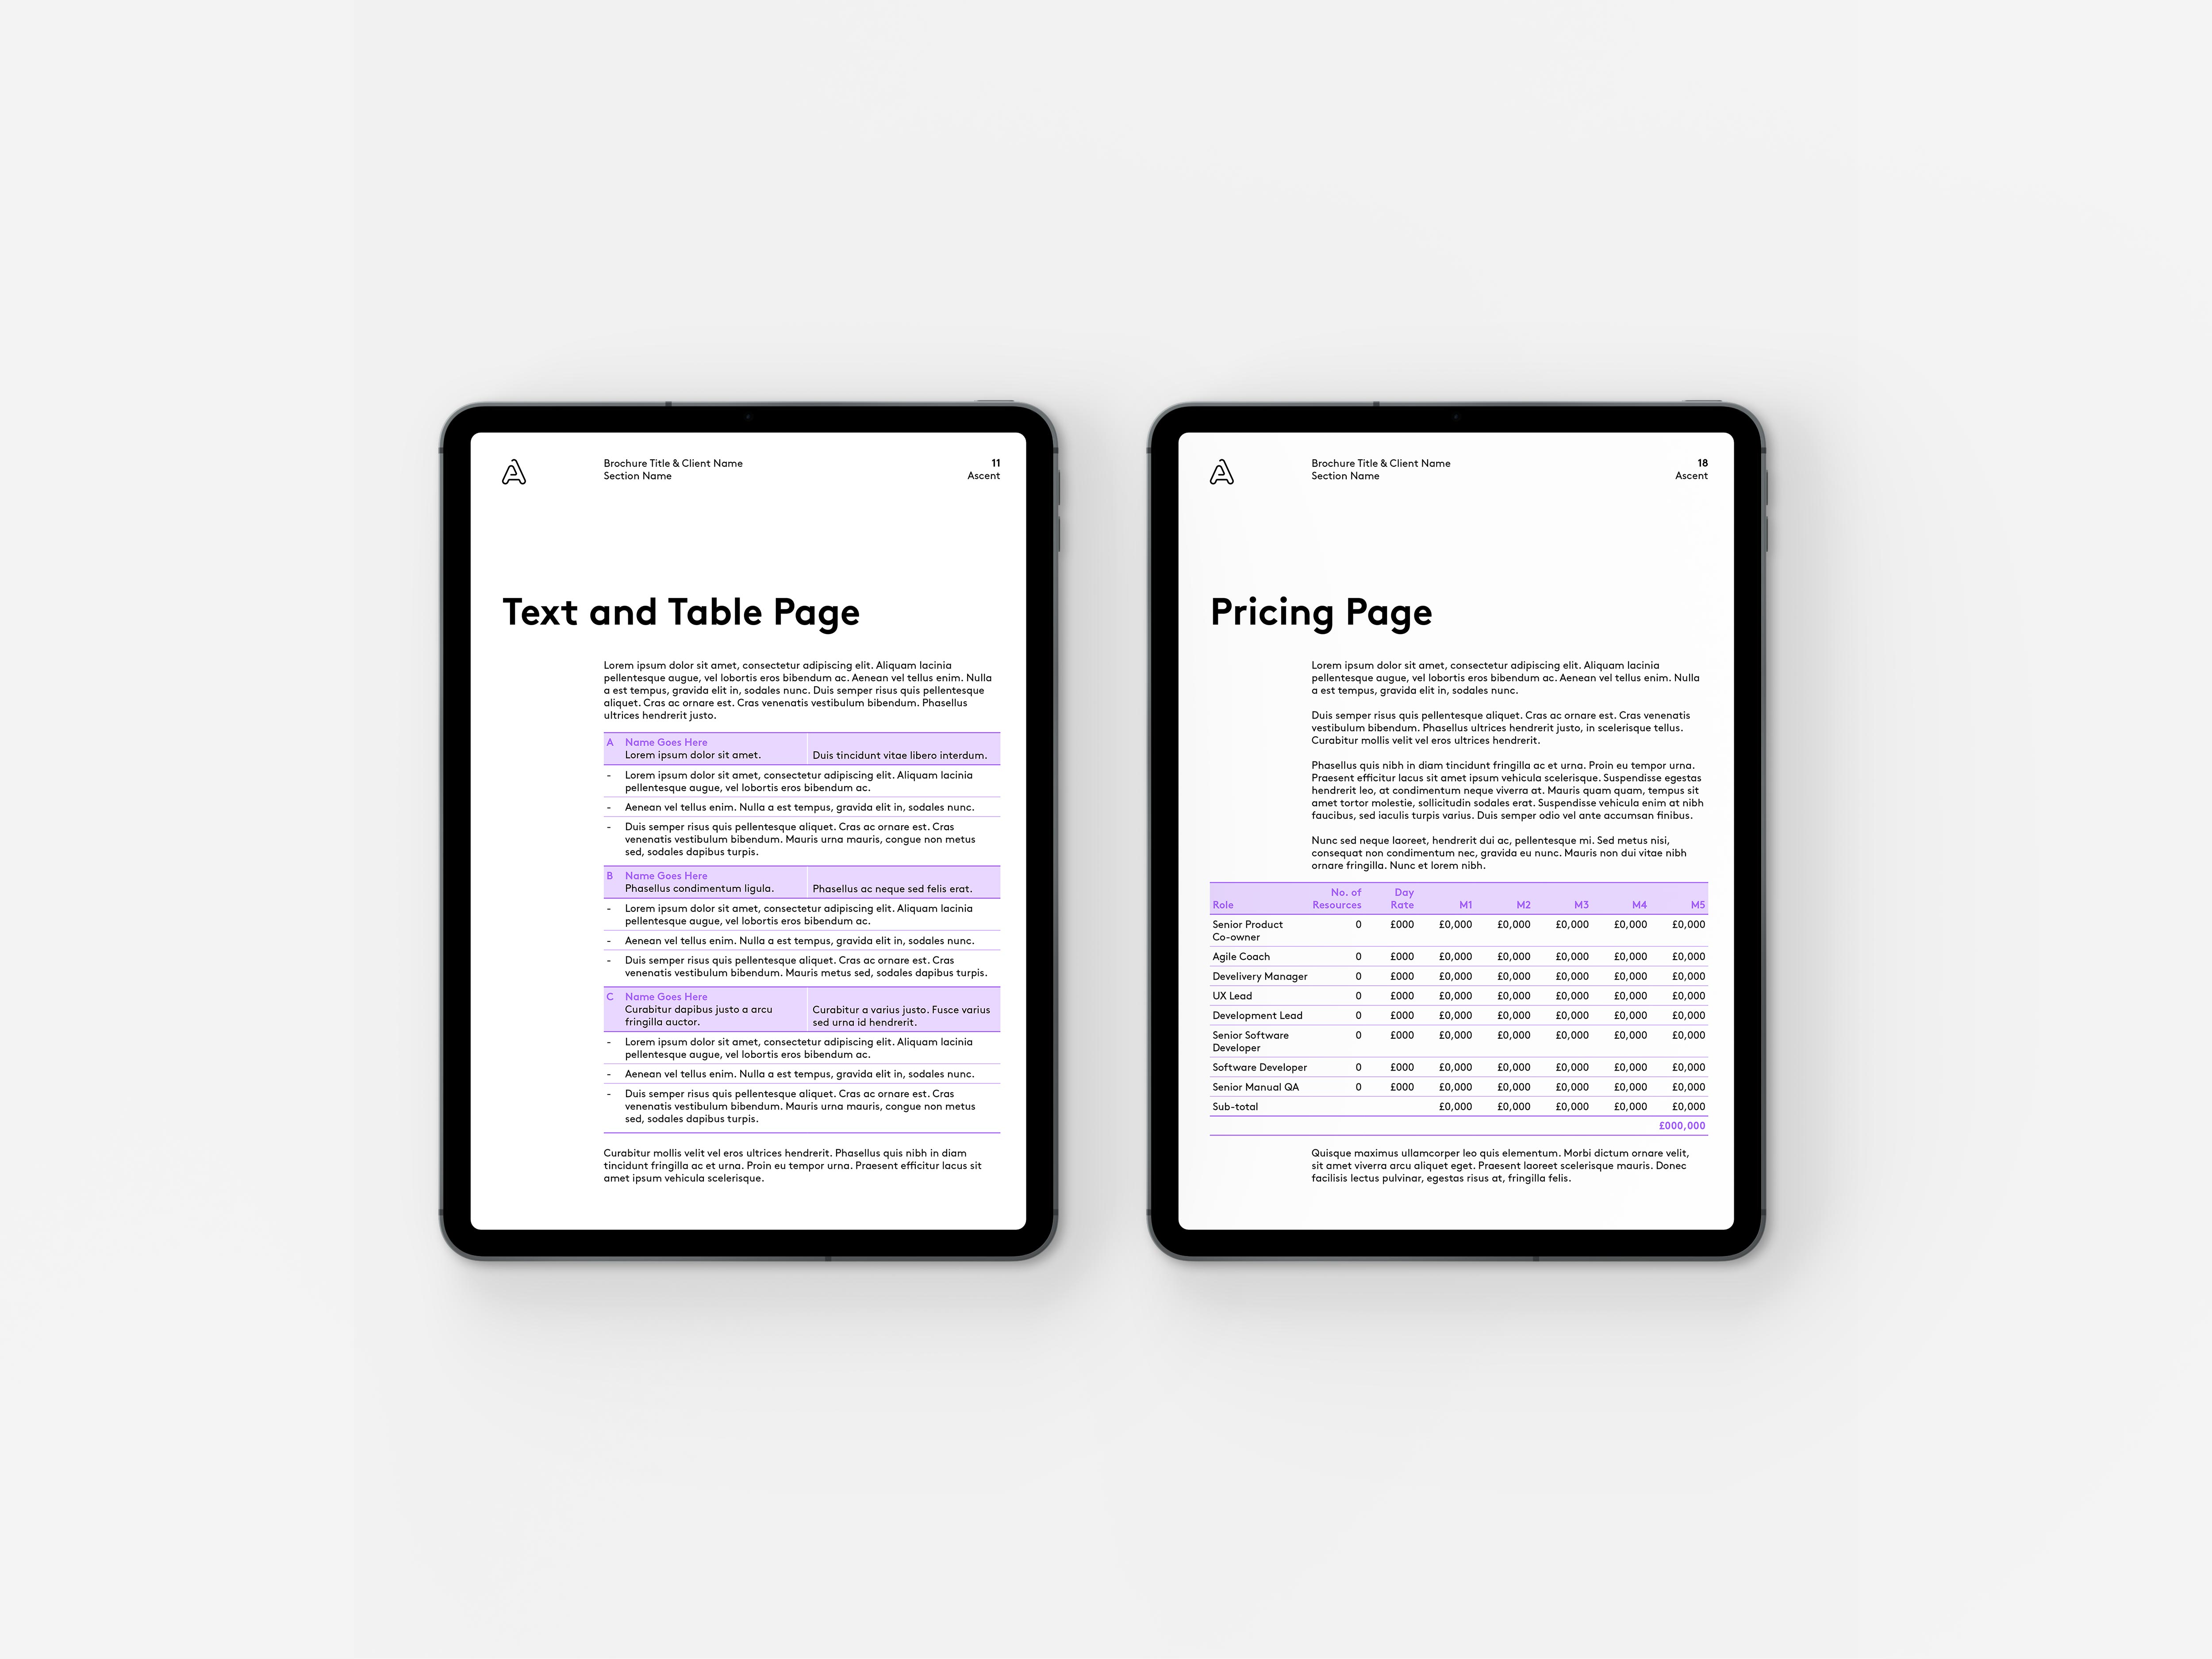 Brochure Title & Client Name
Section Name
11
Ascent
Text and Table Page
Lorem ipsum dolor sit amet, consectetur adipiscing elit. Aliquam lacinia
pellentesque augue, vel lobortis eros bibendum ac. Aenean vel tellus enim. Nulla
a est tempus, gravida elit in, sodales nunc. Duis semper risus quis pellentesque
aliquet. Cras ac ornare est. Cras venenatis vestibulum bibendum. Phasellus
ultrices hendrerit justo.
A Name Goes Here
Lorem ipsum dolor sit amet. Duis tincidunt vitae libero interdum.
- Lorem ipsum dolor sit amet, consectetur adipiscing elit. Aliquam lacinia
pellentesque augue, vel lobortis eros bibendum ac.
- Aenean vel tellus enim. Nulla a est tempus, gravida elit in, sodales nunc.
- Duis semper risus quis pellentesque aliquet. Cras ac ornare est. Cras
venenatis vestibulum bibendum. Mauris urna mauris, congue non metus
sed, sodales dapibus turpis.
B Name Goes Here
Phasellus condimentum ligula. Phasellus ac neque sed felis erat.
- Lorem ipsum dolor sit amet, consectetur adipiscing elit. Aliquam lacinia
pellentesque augue, vel lobortis eros bibendum ac.
- Aenean vel tellus enim. Nulla a est tempus, gravida elit in, sodales nunc.
- Duis semper risus quis pellentesque aliquet. Cras ac ornare est. Cras
venenatis vestibulum bibendum. Mauris metus sed, sodales dapibus turpis.
C Name Goes Here
Curabitur dapibus justo a arcu Curabitur a varius justo. Fusce varius
fringilla auctor. sed urna id hendrerit.
- Lorem ipsum dolor sit amet, consectetur adipiscing elit. Aliquam lacinia
pellentesque augue, vel lobortis eros bibendum ac.
- Aenean vel tellus enim. Nulla a est tempus, gravida elit in, sodales nunc.
- Duis semper risus quis pellentesque aliquet. Cras ac ornare est. Cras
venenatis vestibulum bibendum. Mauris urna mauris, congue non metus
sed, sodales dapibus turpis.
Curabitur mollis velit vel eros ultrices hendrerit. Phasellus quis nibh in diam
tincidunt fringilla ac et urna. Proin eu tempor urna. Praesent efficitur lacus sit
amet ipsum vehicula scelerisque.
Brochure Title & Client Name
Section Name
18
Ascent
Pricing Page
Lorem ipsum dolor sit amet, consectetur adipiscing elit. Aliquam lacinia
pellentesque augue, vel lobortis eros bibendum ac. Aenean vel tellus enim. Nulla
a est tempus, gravida elit in, sodales nunc.
Duis semper risus quis pellentesque aliquet. Cras ac ornare est. Cras venenatis
vestibulum bibendum. Phasellus ultrices hendrerit justo, in scelerisque tellus.
Curabitur mollis velit vel eros ultrices hendrerit.
Phasellus quis nibh in diam tincidunt fringilla ac et urna. Proin eu tempor urna.
Praesent efficitur lacus sit amet ipsum vehicula scelerisque. Suspendisse egestas
hendrerit leo, at condimentum neque viverra at. Mauris quam quam, tempus sit
amet tortor molestie, sollicitudin sodales erat. Suspendisse vehicula enim at nibh
faucibus, sed iaculis turpis varius. Duis semper odio vel ante accumsan finibus.
Nunc sed neque laoreet, hendrerit dui ac, pellentesque mi. Sed metus nisi,
consequat non condimentum nec, gravida eu nunc. Mauris non dui vitae nibh
ornare fringilla. Nunc et lorem nibh.
No. of Day
Role Resources Rate M1 M2 M3 M4 M5
Senior Product 0 £000 £0,000 £0,000 £0,000 £0,000 £0,000
Co-owner
Agile Coach 0 £000 £0,000 £0,000 £0,000 £0,000 £0,000
Develivery Manager 0 £000 £0,000 £0,000 £0,000 £0,000 £0,000
UX Lead 0 £000 £0,000 £0,000 £0,000 £0,000 £0,000
Development Lead 0 £000 £0,000 £0,000 £0,000 £0,000 £0,000
Senior Software 0 £000 £0,000 £0,000 £0,000 £0,000 £0,000
Developer
Software Developer 0 £000 £0,000 £0,000 £0,000 £0,000 £0,000
Senior Manual QA 0 £000 £0,000 £0,000 £0,000 £0,000 £0,000
Sub-total £0,000 £0,000 £0,000 £0,000 £0,000
£000,000
Quisque maximus ullamcorper leo quis elementum. Morbi dictum ornare velit,
sit amet viverra arcu aliquet eget. Praesent laoreet scelerisque mauris. Donec
facilisis lectus pulvinar, egestas risus at, fringilla felis.